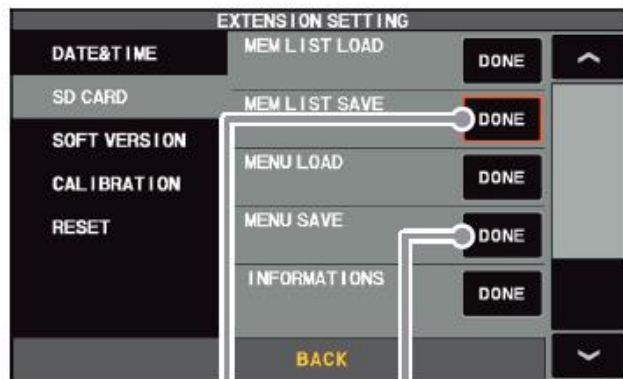 EXTENSION SETTING
DATE&TIME
SD CARD
SOFT VERSION
CALIBRATION
RESET
MEM LIST LOAD DONE
MEM LIST SAVE DONE
MENU LOAD DONE
MENU SAVE DONE
INFORMATIONS DONE
BACK